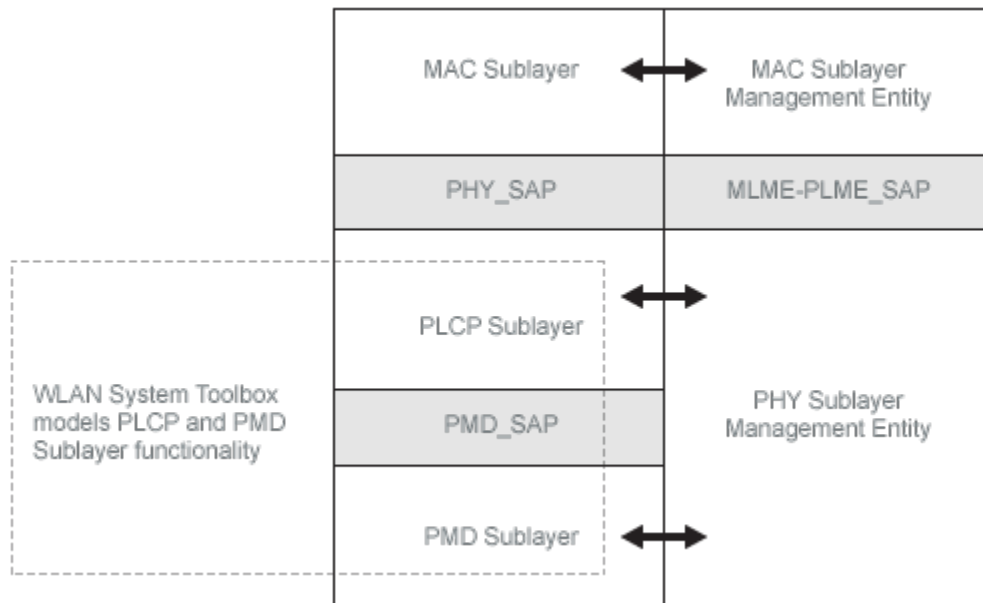 MAC Sublayer
MAC Sublayer
Management Entity
PHY_SAP
MLME-PLME_SAP
PLCP Sublayer
WLAN System Toolbox
models PLCP and PMD
Sublayer functionality
PMD_SAP
PHY Sublayer
Management Entity
PMD Sublayer